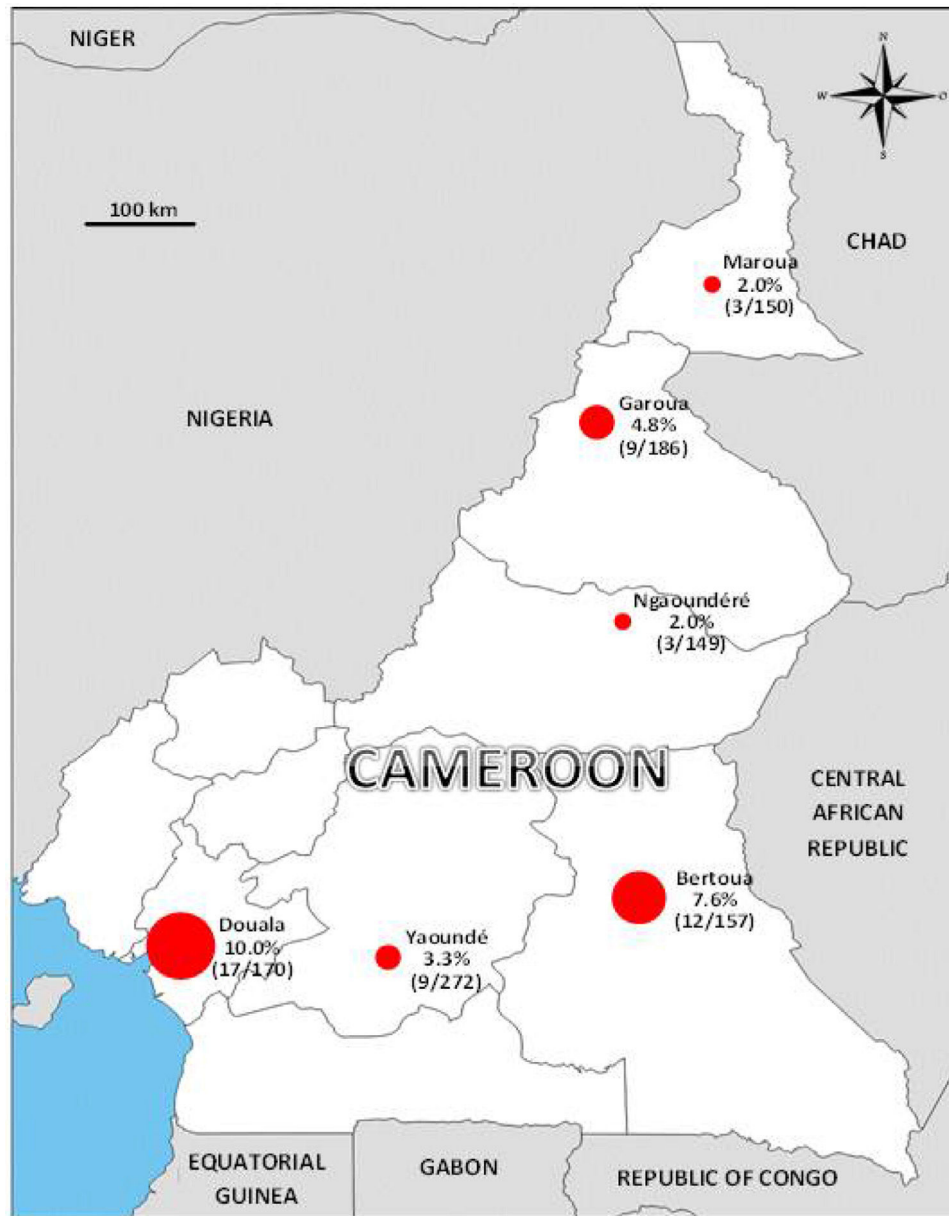 NIGER
N
W
O
S
100 km
CHAD
Maroua
2.0%
(3/150)
NIGERIA
Garoua
4.8%
(9/186)
Ngaoundéré
2.0%
(3/149)
CAMEROON
CENTRAL
AFRICAN
REPUBLIC
Bertoua
7.6%
(12/157)
Douala
10.0%
(17/170)
Yaoundé
3.3%
(9/272)
EQUATORIAL
GUINEA
GABON
REPUBLIC OF CONGO